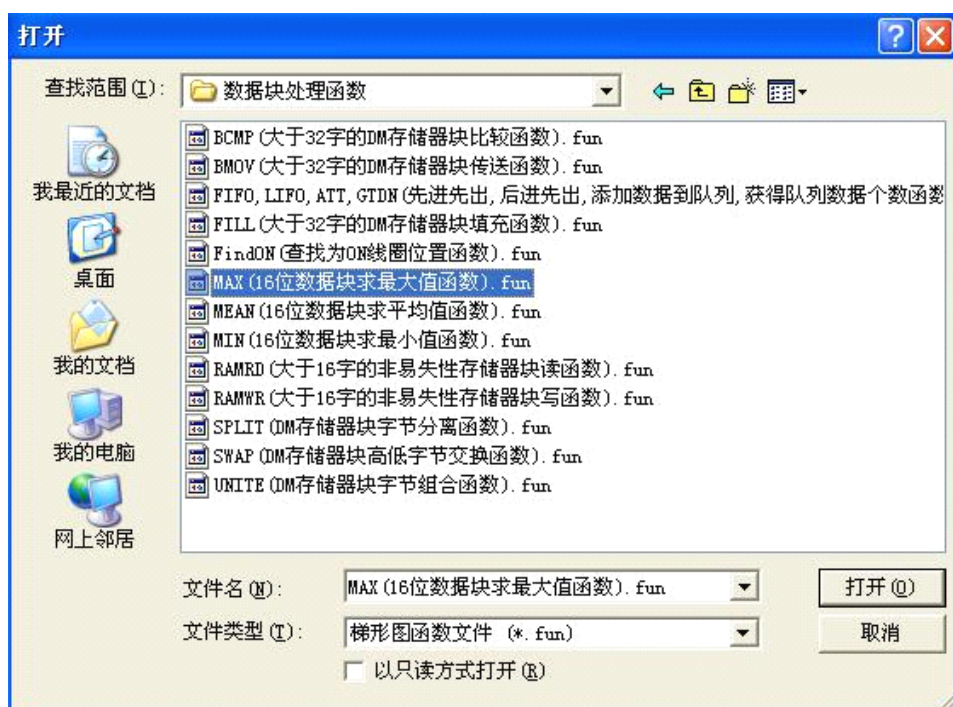 打开
查找范围(I): 数据块处理函数
BCMP(大于32字的DM存储器块比较函数).fun
BMOV(大于32字的DM存储器块传送函数).fun
FIFO,LIFO,ATT,GTDN(先进先出,后进先出,添加数据到队列,获得队列数据个数函数
FILL(大于32字的DM存储器块填充函数).fun
FindON(查找为ON线圈位置函数).fun
MAX(16位数据块求最大值函数).fun
MEAN(16位数据块求平均值函数).fun
MIN(16位数据块求最小值函数).fun
RAMRD(大于16字的非易失性存储器块读函数).fun
RAMWR(大于16字的非易失性存储器块写函数).fun
SPLIT(DM存储器块字节分离函数).fun
SWAP(DM存储器块高低字节交换函数).fun
UNITE(DM存储器块字节组合函数).fun
我最近的文档
桌面
我的文档
我的电脑
网上邻居
文件名(N): MAX(16位数据块求最大值函数).fun 打开(O)
文件类型(T): 梯形图函数文件 (*.fun) 取消
以只读方式打开(R)